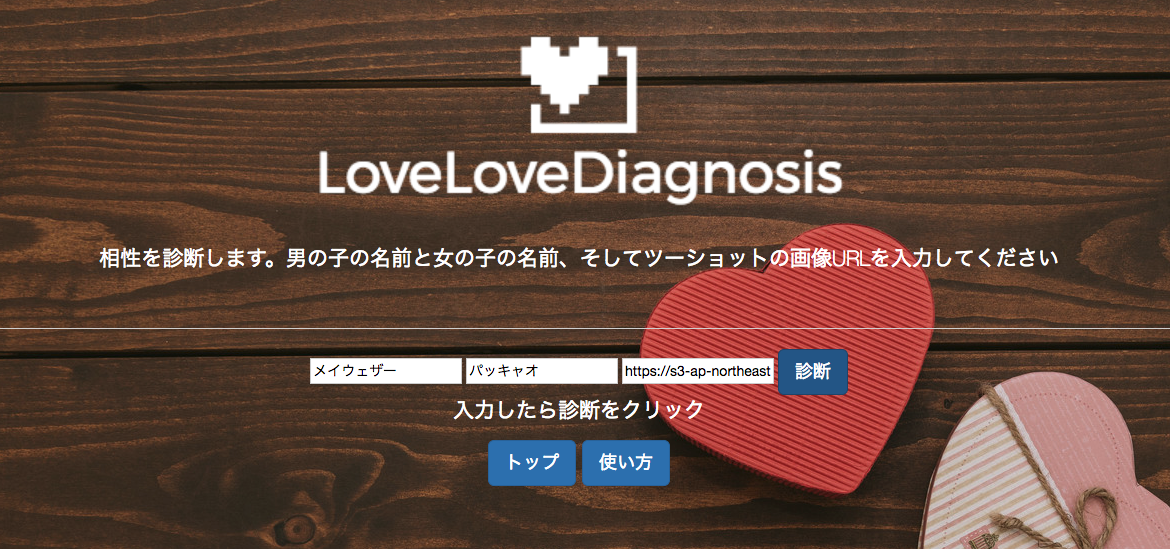 LoveLoveDiagnosis
相性を診断します。男の子の名前と女の子の名前、そしてツーショットの画像URLを入力してください
メイウェザー パッキャオ https://s3-ap-northeast 診断
入力したら診断をクリック
トップ 使い方